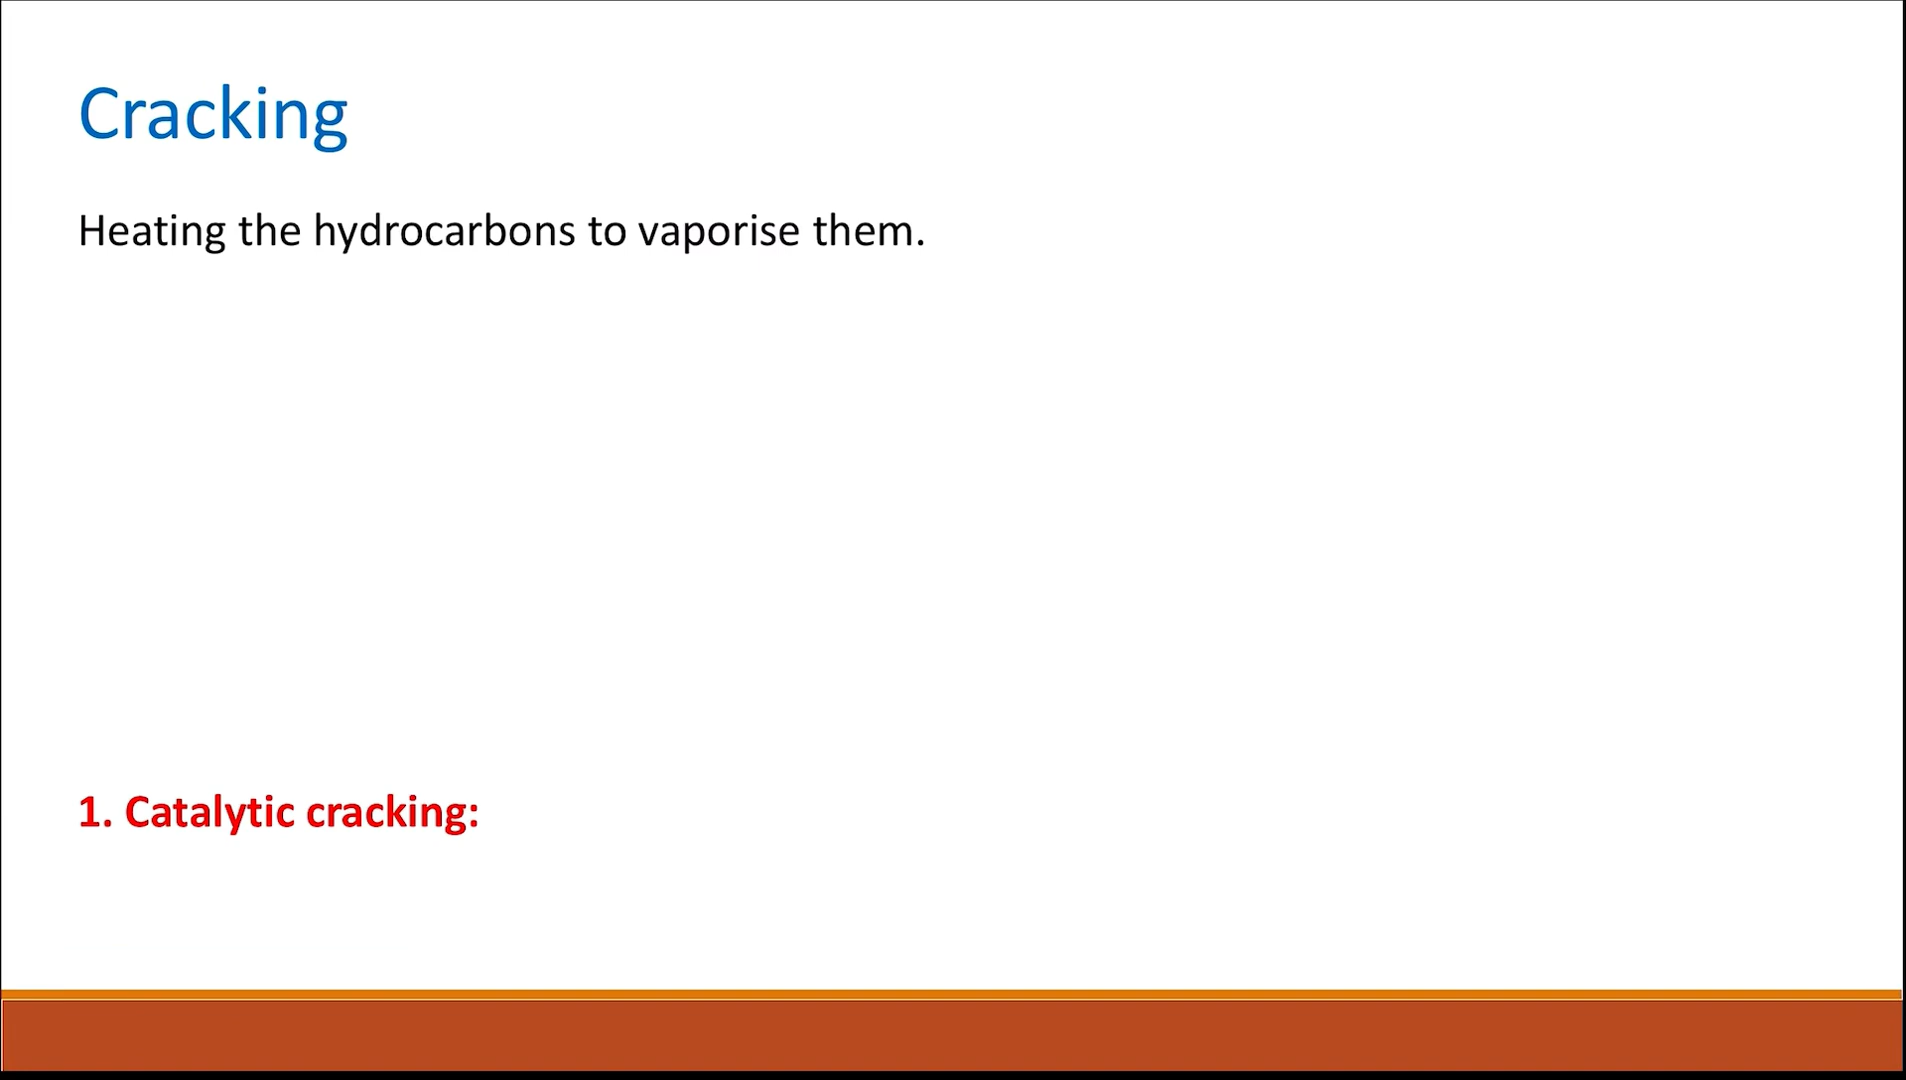 Cracking
Heating the hydrocarbons to vaporise them.
1. Catalytic cracking: